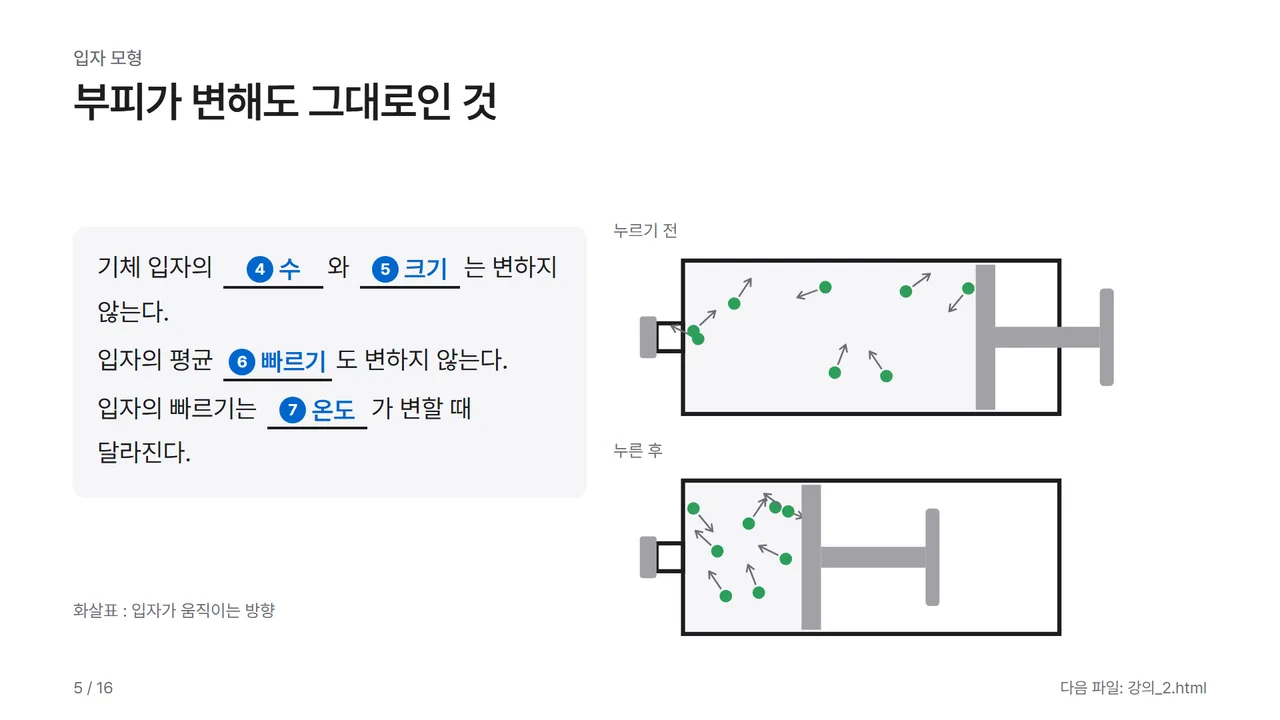 입자 모형
부피가 변해도 그대로인 것
기체 입자의 4 수 와 5 크기 는 변하지
않는다.
입자의 평균 6 빠르기 도 변하지 않는다.
입자의 빠르기는 7 온도 가 변할 때
달라진다.
화살표 : 입자가 움직이는 방향
누르기 전
누른 후
5 / 16
다음 파일: 강의_2.html